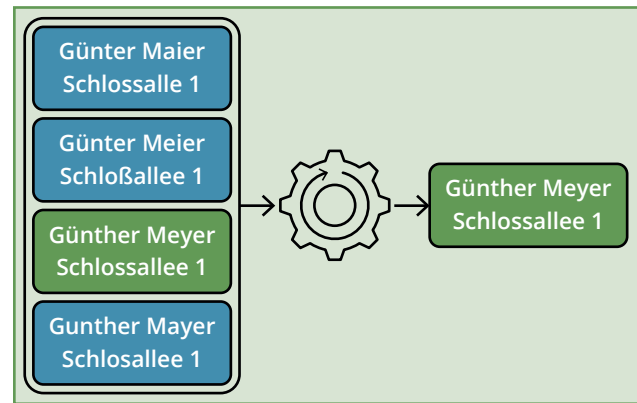 Günter Maier
Schlossalle 1
Günter Meier
Schloßallee 1
Günther Meyer
Schlossallee 1
Gunther Mayer
Schlosallee 1
Günther Meyer
Schlossallee 1